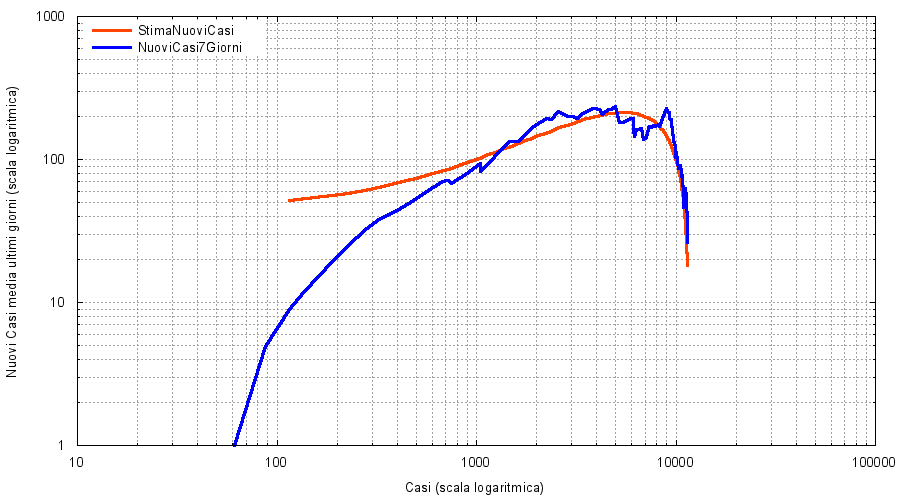 1000
StimaNuoviCasi
NuoviCasi7Giorni
100
10
1
Nuovi Casi media ultimi giorni (scala logaritmica)
10 100 1000 10000 100000
Casi (scala logaritmica)